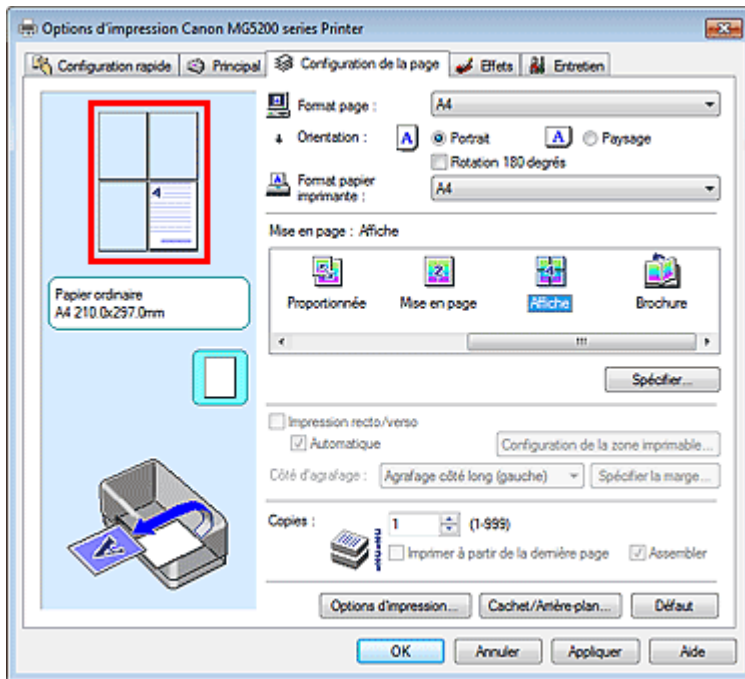 Options d'impression Canon MG5200 series Printer
Configuration rapide
Principal
Configuration de la page
Effets
Entretien
Format page :
A4
Orientation :
A
Portrait
A
Paysage
Rotation 180 degrés
Format papier
imprimante :
A4
Mise en page : Affiche
Proportionnée
Mise en page
Affiche
Brochure
Papier ordinaire
A4 210.0x297.0mm
Spécifier...
Impression recto/verso
Automatique
Configuration de la zone imprimable...
Côté d'agrafage :
Agrafage côté long (gauche)
Spécifier la marge...
Copies :
1
(1-999)
Imprimer à partir de la dernière page
Assembler
Options d'impression...
Cachet/Arrière-plan...
Défaut
OK
Annuler
Appliquer
Aide